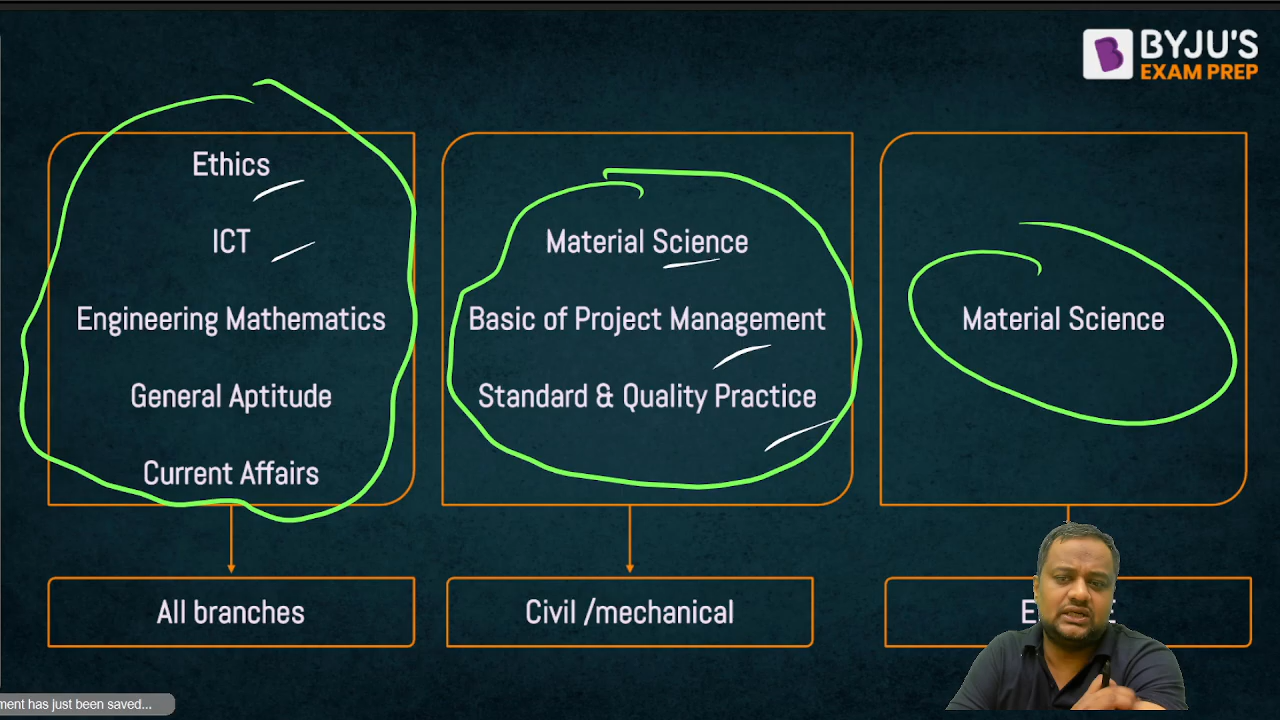 BYJU'S
EXAM PREP
Ethics
ICT
Engineering Mathematics
General Aptitude
Current Affairs
All branches
Material Science
Basic of Project Management
Standard & Quality Practice
Civil /mechanical
Material Science
ment has just been saved...